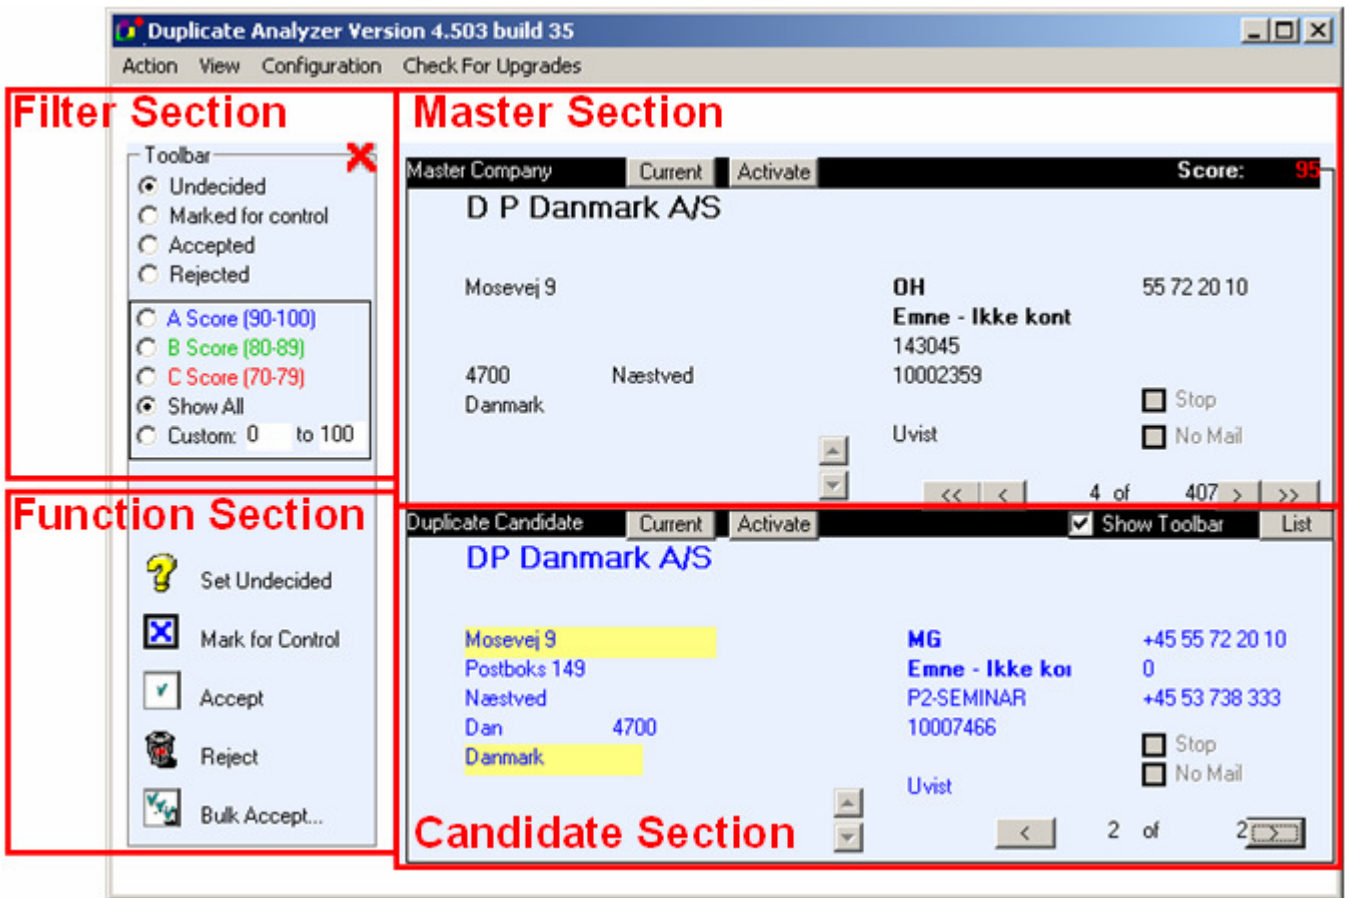 Duplicate Analyzer Version 4.503 build 35
Action View Configuration Check For Upgrades
Filter Section
Toolbar
Undecided
Marked for control
Accepted
Rejected
A Score (90-100)
B Score (80-89)
C Score (70-79)
Show All
Custom: 0 to 100
Master Section
Master Company Current Activate Score: 95
D P Danmark A/S
Mosevej 9 OH 55 72 20 10
Emne - Ikke kont
143045
4700 Næstved 10002359
Danmark
Stop
Uvist No Mail
<< < 4 of 407 > >>
Function Section
Set Undecided
Mark for Control
Accept
Reject
Bulk Accept...
Duplicate Candidate Current Activate Show Toolbar List
DP Danmark A/S
Mosevej 9 MG +45 55 72 20 10
Postboks 149 Emne - Ikke kor 0
Næstved P2-SEMINAR +45 53 738 333
Dan 4700 10007466
Danmark Stop
Uvist No Mail
Candidate Section
< 2 of 2 >